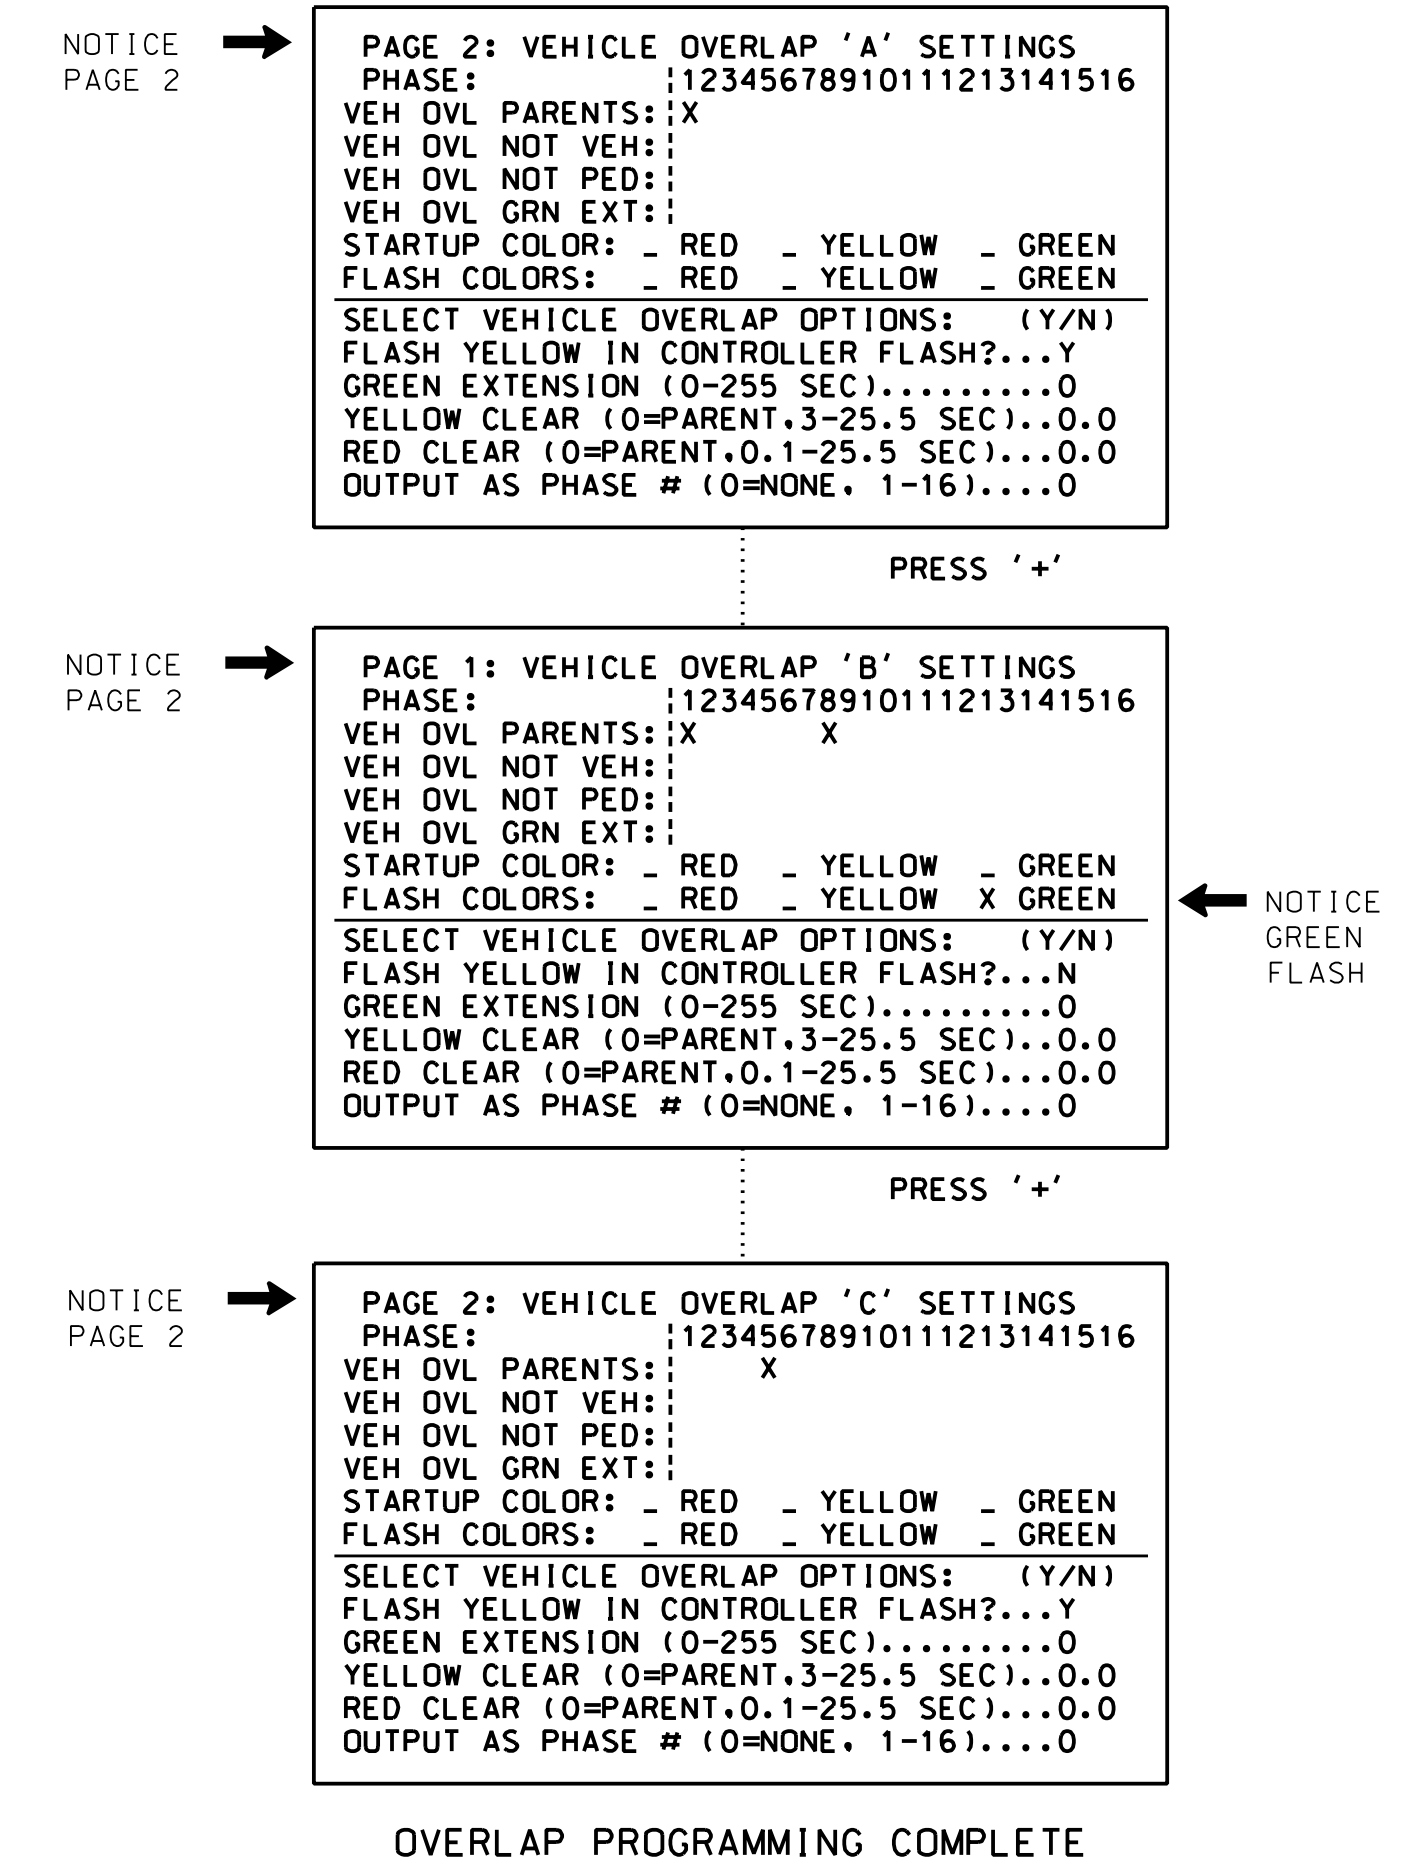 NOTICE
PAGE 2
PAGE 2: VEHICLE OVERLAP 'A' SETTINGS
PHASE: ¦12345678910111213141516
VEH OVL PARENTS:¦X
VEH OVL NOT VEH:¦
VEH OVL NOT PED:¦
VEH OVL GRN EXT:¦
STARTUP COLOR: _ RED _ YELLOW _ GREEN
FLASH COLORS: _ RED _ YELLOW _ GREEN
SELECT VEHICLE OVERLAP OPTIONS: (Y/N)
FLASH YELLOW IN CONTROLLER FLASH?...Y
GREEN EXTENSION (0-255 SEC).........0
YELLOW CLEAR (0=PARENT,3-25.5 SEC)..0.0
RED CLEAR (0=PARENT,0.1-25.5 SEC)...0.0
OUTPUT AS PHASE # (0=NONE, 1-16)....0
PRESS '+'
NOTICE
PAGE 2
PAGE 1: VEHICLE OVERLAP 'B' SETTINGS
PHASE: ¦12345678910111213141516
VEH OVL PARENTS:¦X X
VEH OVL NOT VEH:¦
VEH OVL NOT PED:¦
VEH OVL GRN EXT:¦
STARTUP COLOR: _ RED _ YELLOW _ GREEN
FLASH COLORS: _ RED _ YELLOW X GREEN
NOTICE
GREEN
FLASH
SELECT VEHICLE OVERLAP OPTIONS: (Y/N)
FLASH YELLOW IN CONTROLLER FLASH?...N
GREEN EXTENSION (0-255 SEC).........0
YELLOW CLEAR (0=PARENT,3-25.5 SEC)..0.0
RED CLEAR (0=PARENT,0.1-25.5 SEC)...0.0
OUTPUT AS PHASE # (0=NONE, 1-16)....0
PRESS '+'
NOTICE
PAGE 2
PAGE 2: VEHICLE OVERLAP 'C' SETTINGS
PHASE: ¦12345678910111213141516
VEH OVL PARENTS:¦ X
VEH OVL NOT VEH:¦
VEH OVL NOT PED:¦
VEH OVL GRN EXT:¦
STARTUP COLOR: _ RED _ YELLOW _ GREEN
FLASH COLORS: _ RED _ YELLOW _ GREEN
SELECT VEHICLE OVERLAP OPTIONS: (Y/N)
FLASH YELLOW IN CONTROLLER FLASH?...Y
GREEN EXTENSION (0-255 SEC).........0
YELLOW CLEAR (0=PARENT,3-25.5 SEC)..0.0
RED CLEAR (0=PARENT,0.1-25.5 SEC)...0.0
OUTPUT AS PHASE # (0=NONE, 1-16)....0
OVERLAP PROGRAMMING COMPLETE